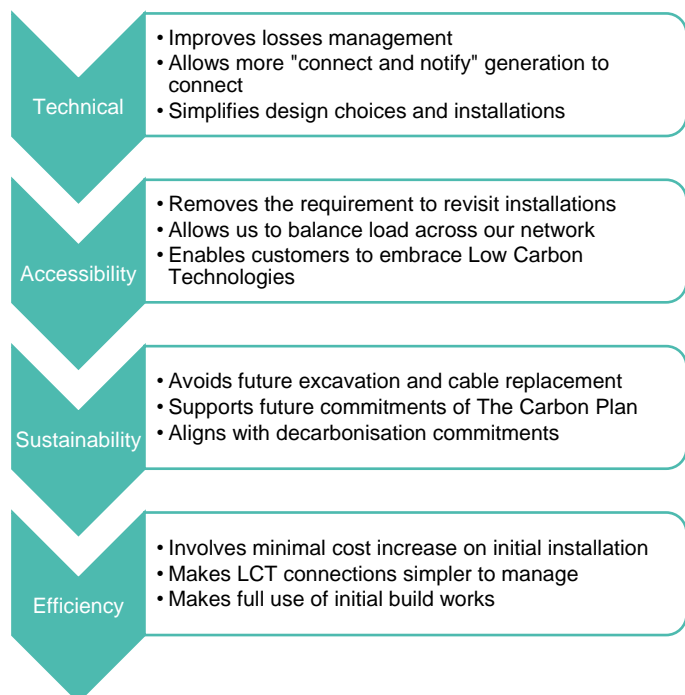 Technical
• Improves losses management
• Allows more "connect and notify" generation to
connect
• Simplifies design choices and installations
Accessibility
• Removes the requirement to revisit installations
• Allows us to balance load across our network
• Enables customers to embrace Low Carbon
Technologies
Sustainability
• Avoids future excavation and cable replacement
• Supports future commitments of The Carbon Plan
• Aligns with decarbonisation commitments
Efficiency
• Involves minimal cost increase on initial installation
• Makes LCT connections simpler to manage
• Makes full use of initial build works